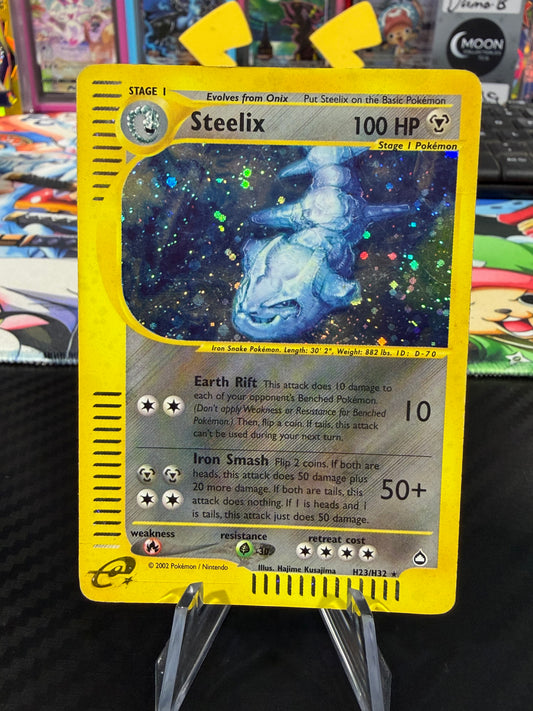 Dame B
MOON
STAGE 1
Evolves from Onix Put Steelix on the Basic Pokémon
Steelix 100 HP
Stage 1 Pokémon
Iron Snake Pokémon. Length: 30' 2", Weight: 882 lbs. ID: D-70
Earth Rift This attack does 10 damage to
each of your opponent's Benched Pokémon.
(Don't apply Weakness or Resistance for Benched
Pokémon.) Then, flip a coin. If tails, this attack
can't be used during your next turn.
10
Iron Smash Flip 2 coins. If both are
heads, this attack does 50 damage plus
20 more damage. If both are tails, this
attack does nothing. If 1 is heads and 1
is tails, this attack just does 50 damage.
50+
weakness resistance retreat cost
-30
e
© 2002 Pokémon / Nintendo
Illus. Hajime Kusajima H23/H32 ★